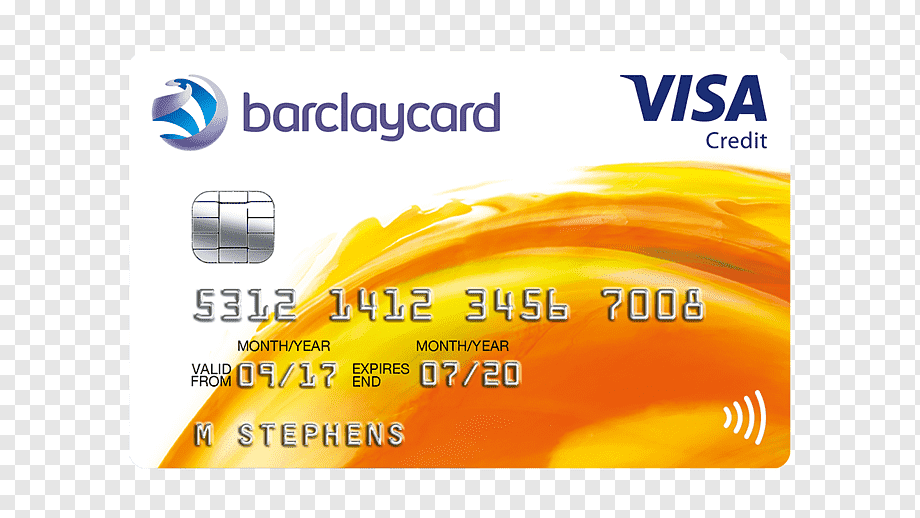 barclaycard
VISA
Credit
5312 1412 3456 7008
MONTH/YEAR MONTH/YEAR
VALID FROM 09/17 EXPIRES END 07/20
M STEPHENS